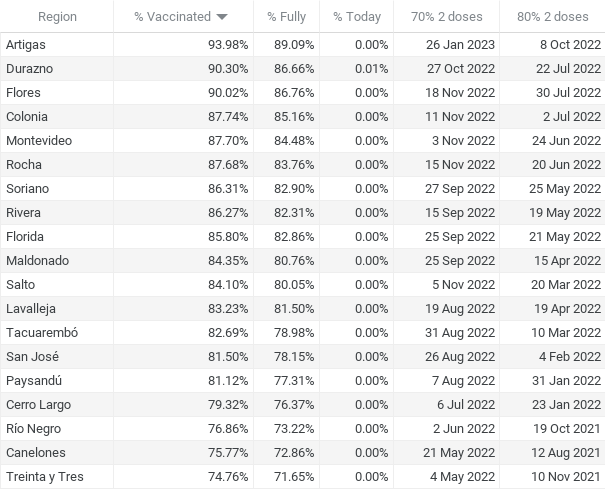 Region % Vaccinated % Fully % Today 70% 2 doses 80% 2 doses
Artigas 93.98% 89.09% 0.00% 26 Jan 2023 8 Oct 2022
Durazno 90.30% 86.66% 0.01% 27 Oct 2022 22 Jul 2022
Flores 90.02% 86.76% 0.00% 18 Nov 2022 30 Jul 2022
Colonia 87.74% 85.16% 0.00% 11 Nov 2022 2 Jul 2022
Montevideo 87.70% 84.48% 0.00% 3 Nov 2022 24 Jun 2022
Rocha 87.68% 83.76% 0.00% 15 Nov 2022 20 Jun 2022
Soriano 86.31% 82.90% 0.00% 27 Sep 2022 25 May 2022
Rivera 86.27% 82.31% 0.00% 15 Sep 2022 19 May 2022
Florida 85.80% 82.86% 0.00% 25 Sep 2022 21 May 2022
Maldonado 84.35% 80.76% 0.00% 25 Sep 2022 15 Apr 2022
Salto 84.10% 80.05% 0.00% 5 Nov 2022 20 Mar 2022
Lavalleja 83.23% 81.50% 0.00% 19 Aug 2022 19 Apr 2022
Tacuarembó 82.69% 78.98% 0.00% 31 Aug 2022 10 Mar 2022
San José 81.50% 78.15% 0.00% 26 Aug 2022 4 Feb 2022
Paysandú 81.12% 77.31% 0.00% 7 Aug 2022 31 Jan 2022
Cerro Largo 79.32% 76.37% 0.00% 6 Jul 2022 23 Jan 2022
Río Negro 76.86% 73.22% 0.00% 2 Jun 2022 19 Oct 2021
Canelones 75.77% 72.86% 0.00% 21 May 2022 12 Aug 2021
Treinta y Tres 74.76% 71.65% 0.00% 4 May 2022 10 Nov 2021